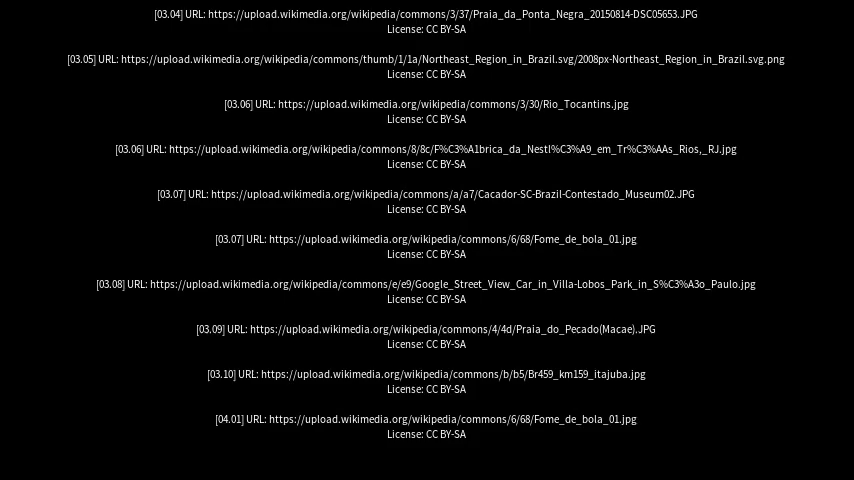 [03.04] URL: https://upload.wikimedia.org/wikipedia/commons/3/37/Praia_da_Ponta_Negra_20150814-DSC05653.JPG
License: CC BY-SA
[03.05] URL: https://upload.wikimedia.org/wikipedia/commons/thumb/1/1a/Northeast_Region_in_Brazil.svg/2008px-Northeast_Region_in_Brazil.svg.png
License: CC BY-SA
[03.06] URL: https://upload.wikimedia.org/wikipedia/commons/3/30/Rio_Tocantins.jpg
License: CC BY-SA
[03.06] URL: https://upload.wikimedia.org/wikipedia/commons/8/8c/F%C3%A1brica_da_Nestl%C3%A9_em_Tr%C3%AAs_Rios,_RJ.jpg
License: CC BY-SA
[03.07] URL: https://upload.wikimedia.org/wikipedia/commons/a/a7/Cacador-SC-Brazil-Contestado_Museum02.JPG
License: CC BY-SA
[03.07] URL: https://upload.wikimedia.org/wikipedia/commons/6/68/Fome_de_bola_01.jpg
License: CC BY-SA
[03.08] URL: https://upload.wikimedia.org/wikipedia/commons/e/e9/Google_Street_View_Car_in_Villa-Lobos_Park_in_S%C3%A3o_Paulo.jpg
License: CC BY-SA
[03.09] URL: https://upload.wikimedia.org/wikipedia/commons/4/4d/Praia_do_Pecado(Macae).JPG
License: CC BY-SA
[03.10] URL: https://upload.wikimedia.org/wikipedia/commons/b/b5/Br459_km159_itajuba.jpg
License: CC BY-SA
[04.01] URL: https://upload.wikimedia.org/wikipedia/commons/6/68/Fome_de_bola_01.jpg
License: CC BY-SA